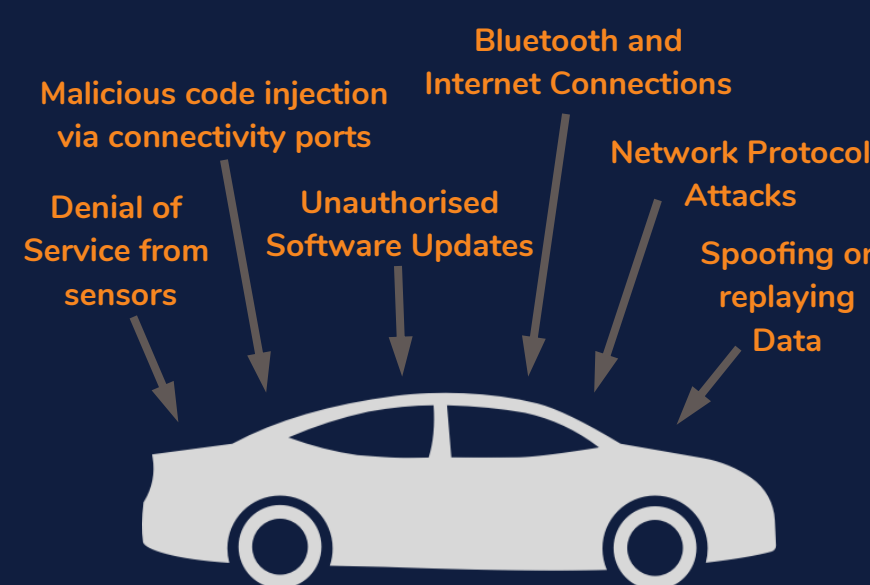 Bluetooth and
Internet Connections
Malicious code injection
via connectivity ports
Network Protocol
Attacks
Denial of
Service from
sensors
Unauthorised
Software Updates
Spoofing or
replaying
Data